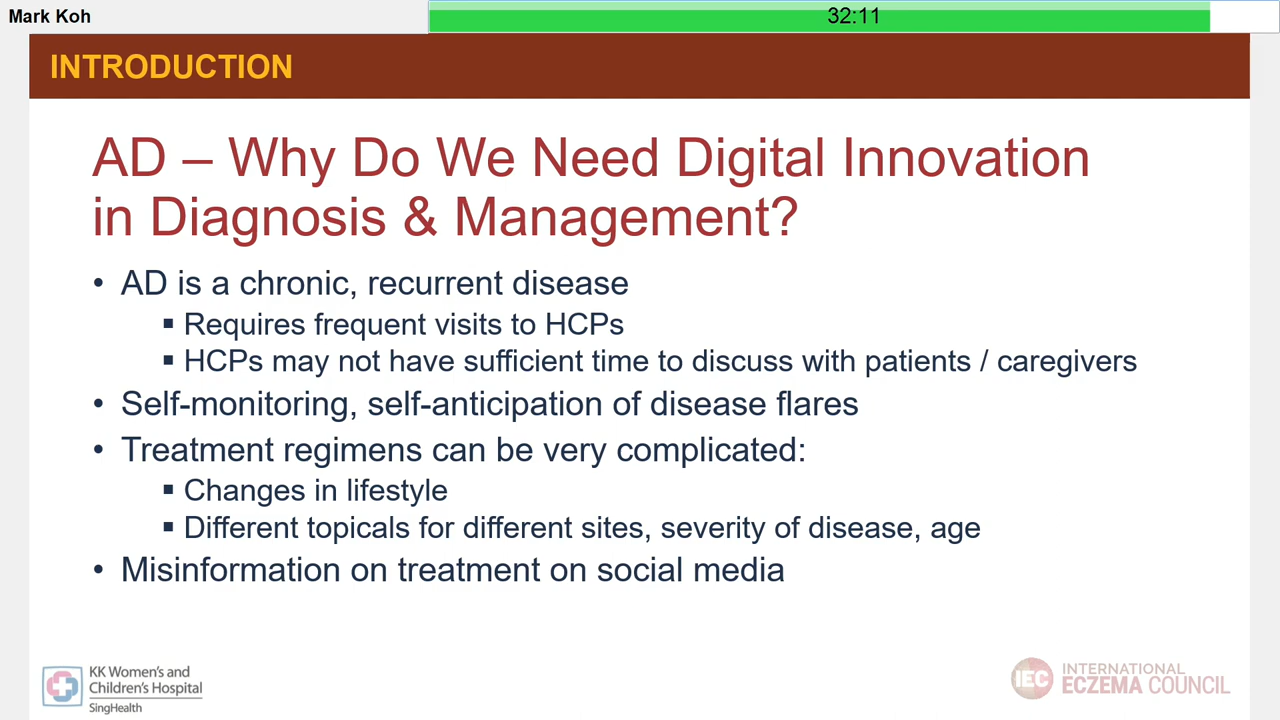 Mark Koh
32:11
INTRODUCTION
AD – Why Do We Need Digital Innovation
in Diagnosis & Management?
• AD is a chronic, recurrent disease
▪ Requires frequent visits to HCPs
▪ HCPs may not have sufficient time to discuss with patients / caregivers
• Self-monitoring, self-anticipation of disease flares
• Treatment regimens can be very complicated:
▪ Changes in lifestyle
▪ Different topicals for different sites, severity of disease, age
• Misinformation on treatment on social media
KK Women's and
Children's Hospital
SingHealth
IEC
INTERNATIONAL
ECZEMA COUNCIL